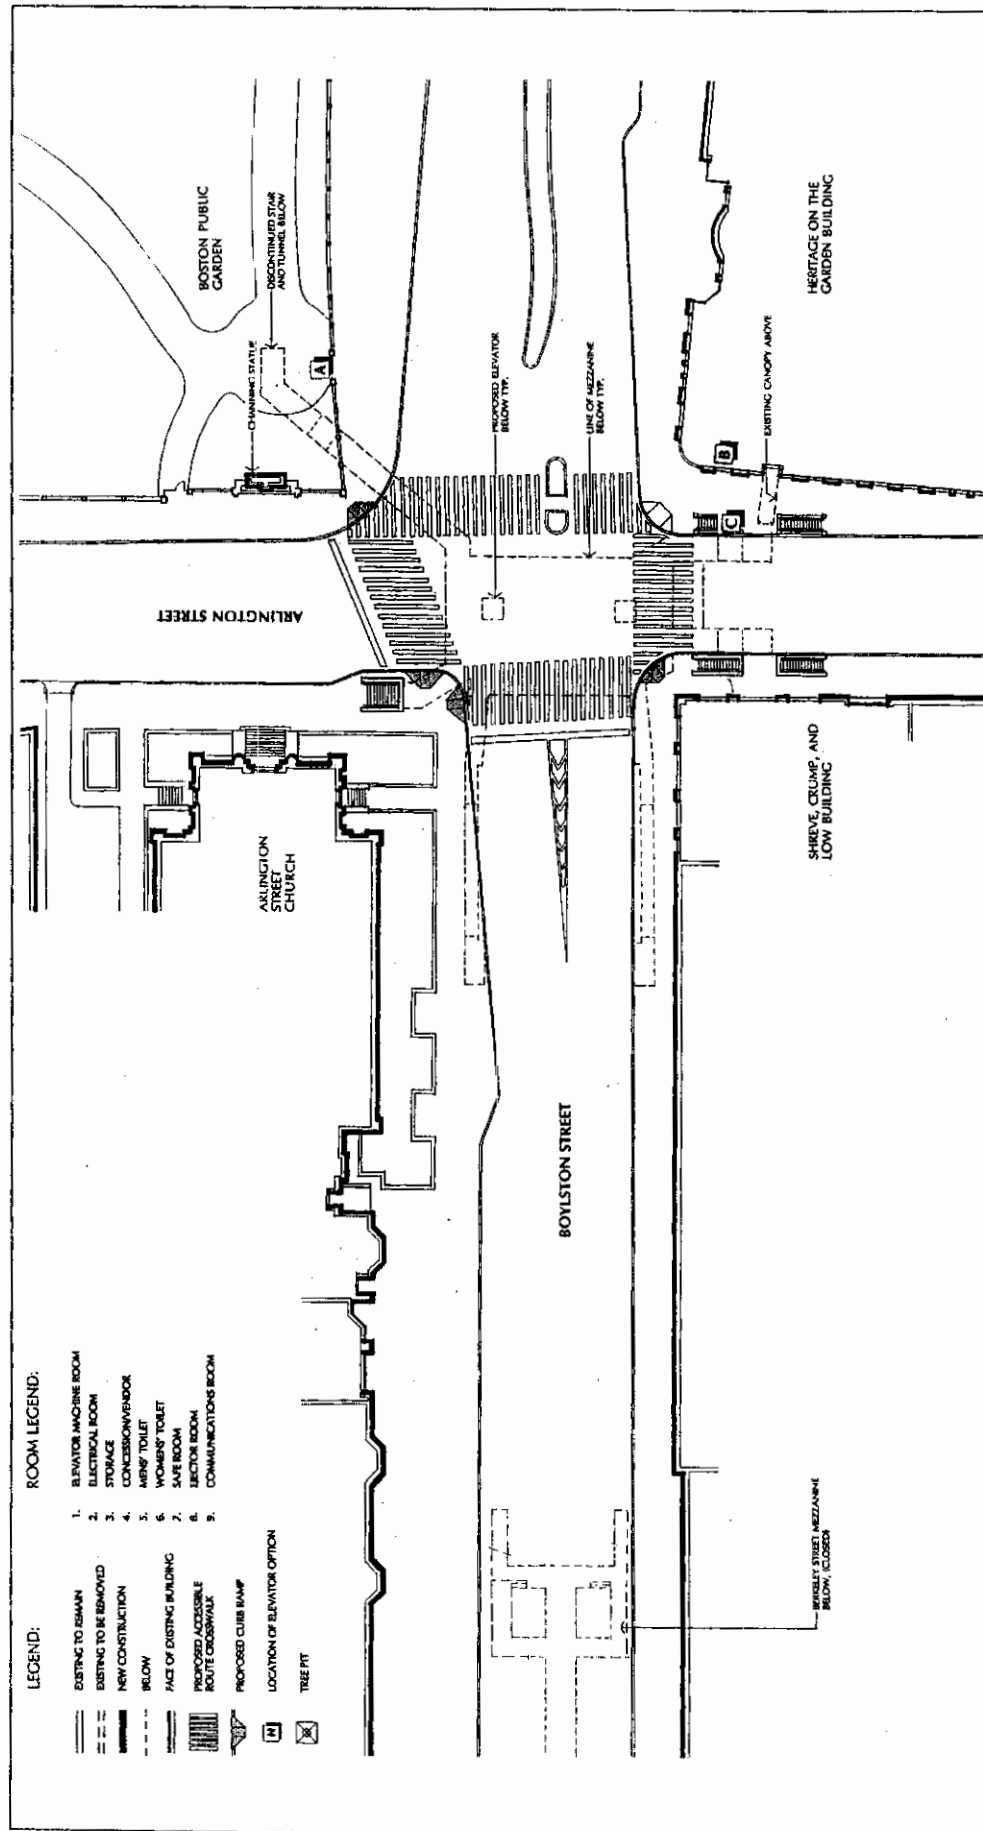 LEGEND:
EXISTING TO REMAIN
EXISTING TO BE REMOVED
NEW CONSTRUCTION
BELOW
FACE OF EXISTING BUILDING
PROPOSED ACCESSIBLE
ROUTE CROSSWALK
PROPOSED CURB RAMP
N
LOCATION OF ELEVATOR OPTION
TREE PIT
ROOM LEGEND:
1. ELEVATOR MACHINE ROOM
2. ELECTRICAL ROOM
3. STORAGE
4. CONCESSION/VENDOR
5. MENS' TOILET
6. WOMENS' TOILET
7. SAFE ROOM
8. EJECTOR ROOM
9. COMMUNICATIONS ROOM
ARLINGTON
STREET
CHURCH
ARLINGTON STREET
CHANNING STATUE
BOSTON PUBLIC
GARDEN
DISCONTINUED STAIR
AND TUNNEL BELOW
A
PROPOSED ELEVATOR
BELOW TYP.
LINE OF MEZZANINE
BELOW TYP.
BOYLSTON STREET
B
C
EXISTING CANOPY ABOVE
HERITAGE ON THE
GARDEN BUILDING
SHREVE, CRUMP, AND
LOW BUILDING
BERKELEY STREET MEZZANINE
BELOW, (CLOSED)